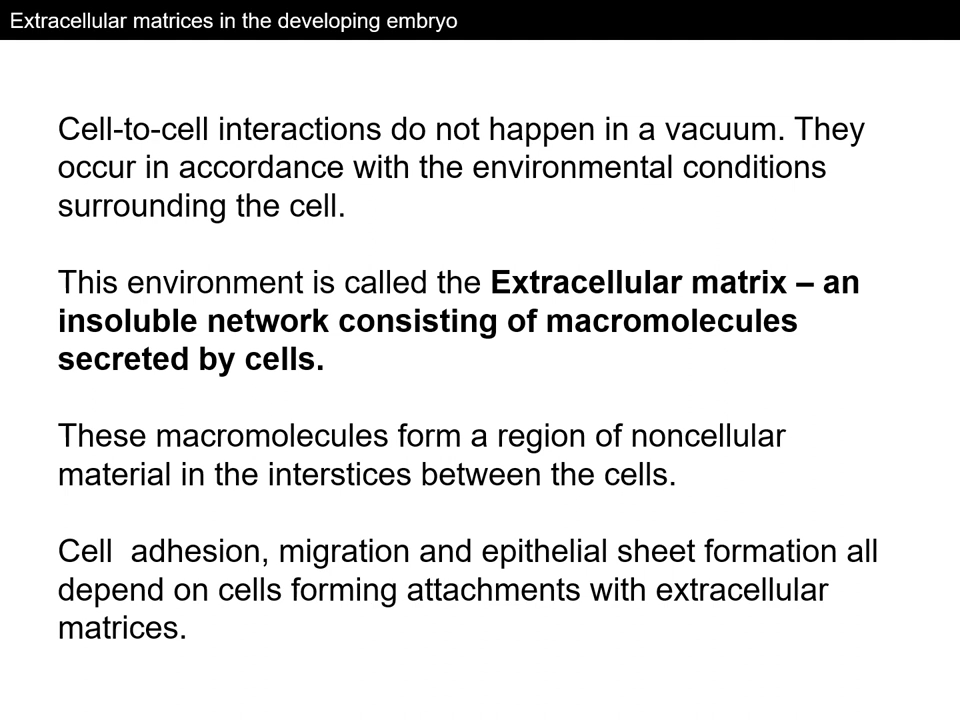 Extracellular matrices in the developing embryo
Cell-to-cell interactions do not happen in a vacuum. They
occur in accordance with the environmental conditions
surrounding the cell.
This environment is called the Extracellular matrix – an
insoluble network consisting of macromolecules
secreted by cells.
These macromolecules form a region of noncellular
material in the interstices between the cells.
Cell  adhesion, migration and epithelial sheet formation all
depend on cells forming attachments with extracellular
matrices.